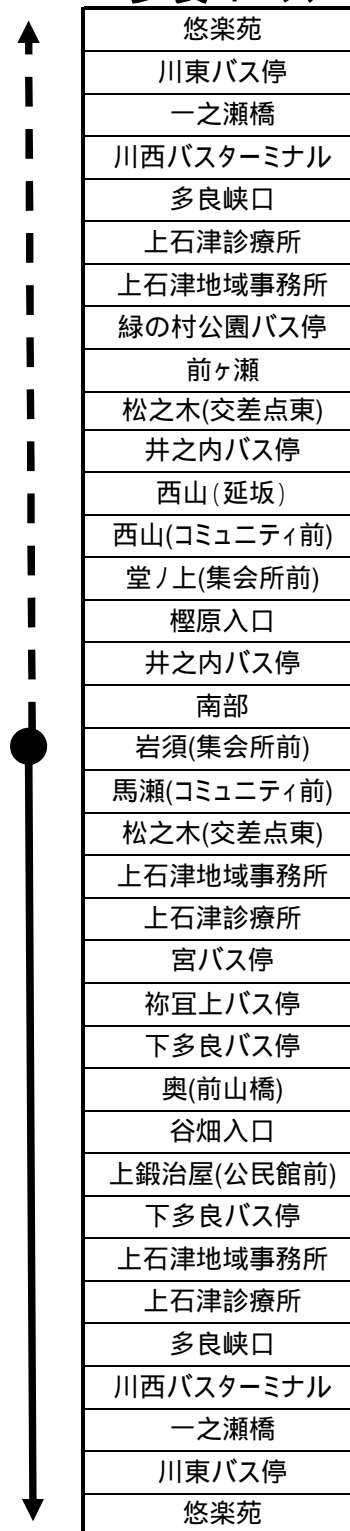 悠楽苑
川東バス停
一之瀬橋
川西バスターミナル
多良峡口
上石津診療所
上石津地域事務所
緑の村公園バス停
前ヶ瀬
松之木(交差点東)
井之内バス停
西山(延坂)
西山(コミュニティ前)
堂ノ上(集会所前)
樫原入口
井之内バス停
南部
岩須(集会所前)
馬瀬(コミュニティ前)
松之木(交差点東)
上石津地域事務所
上石津診療所
宮バス停
祢冝上バス停
下多良バス停
奥(前山橋)
谷畑入口
上鍛治屋(公民館前)
下多良バス停
上石津地域事務所
上石津診療所
多良峡口
川西バスターミナル
一之瀬橋
川東バス停
悠楽苑